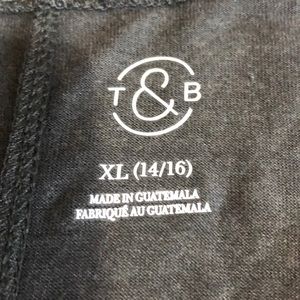 T & B
XL (14/16)
MADE IN GUATEMALA
FABRIQUÉ AU GUATEMALA